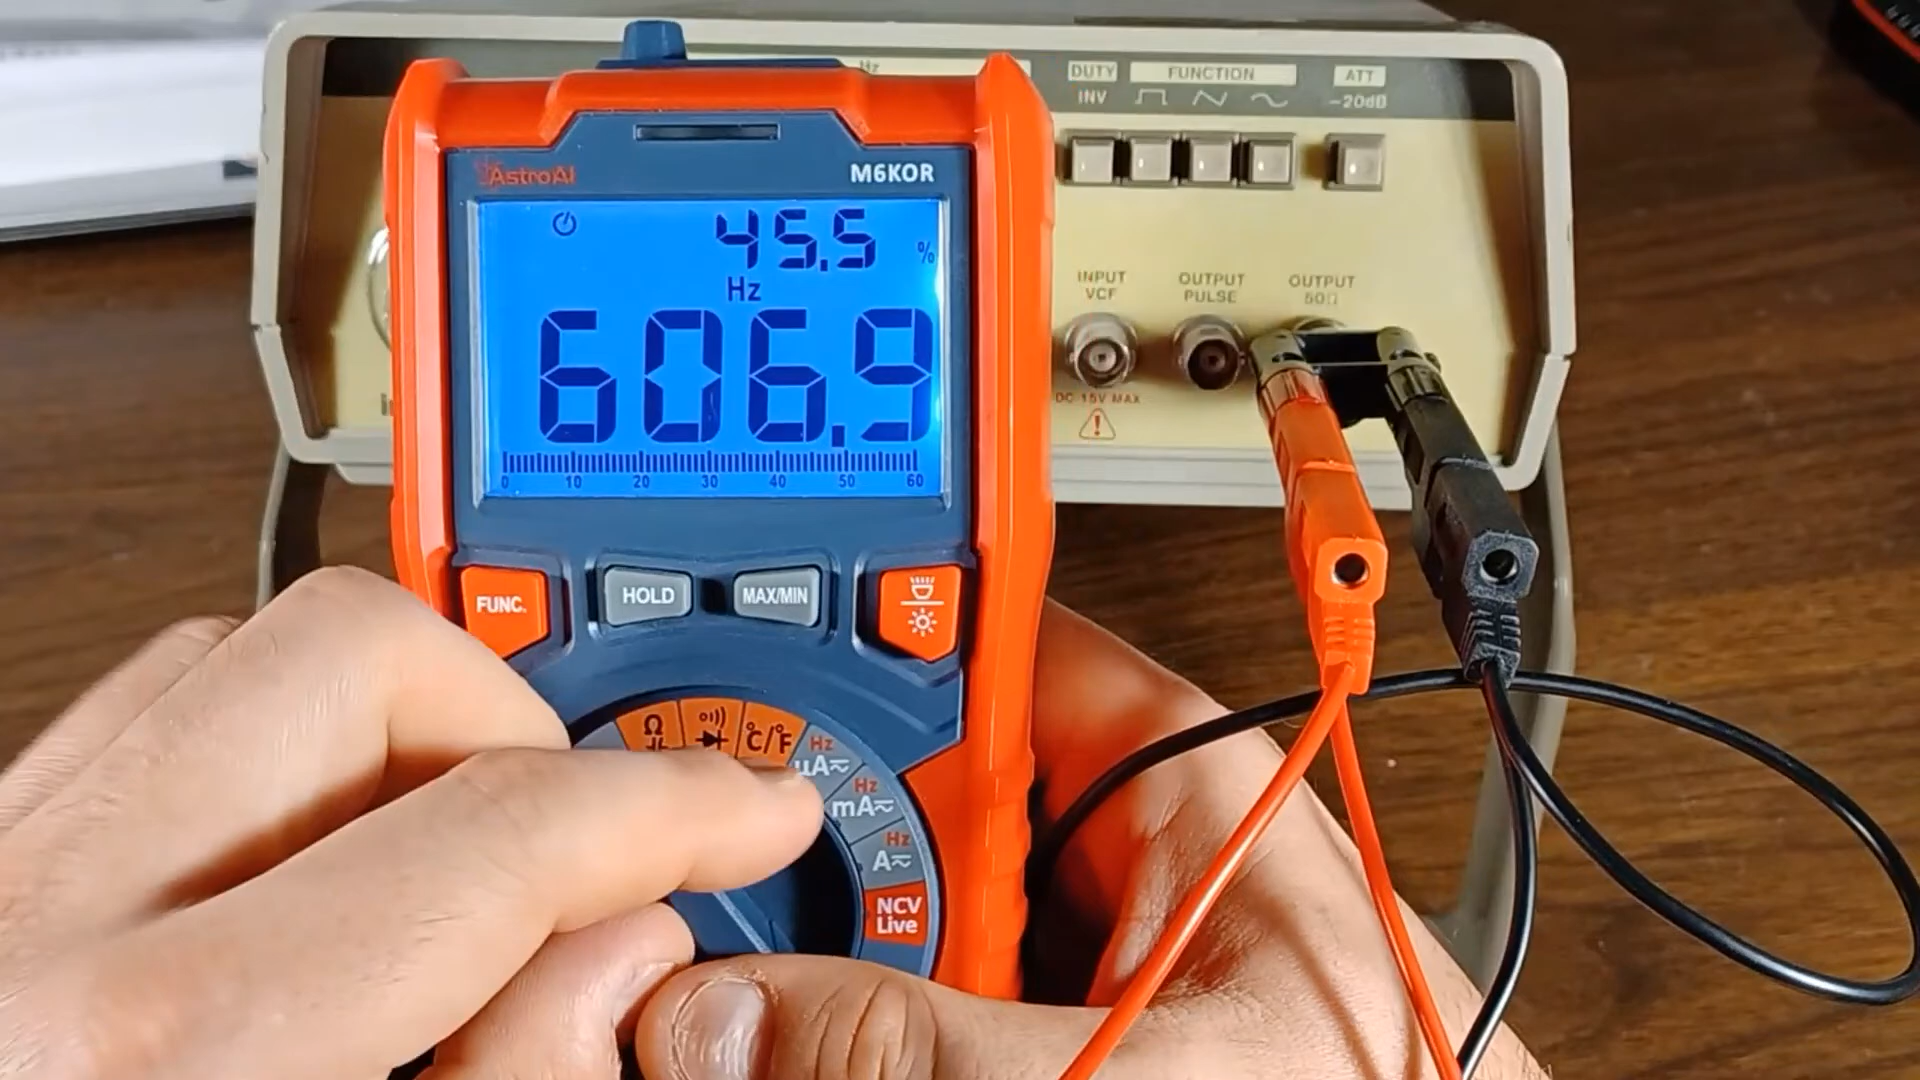 Hz
DUTY
FUNCTION
ATT
INV
-20dB
AstroAI
M6KOR
45.5
%
Hz
606.9
0 10 20 30 40 50 60
INPUT
VCF
OUTPUT
PULSE
OUTPUT
50Ω
DC 15V MAX
FUNC.
HOLD
MAX/MIN
Ω
°C/°F
Hz
µA
Hz
mA
Hz
A
NCV
Live